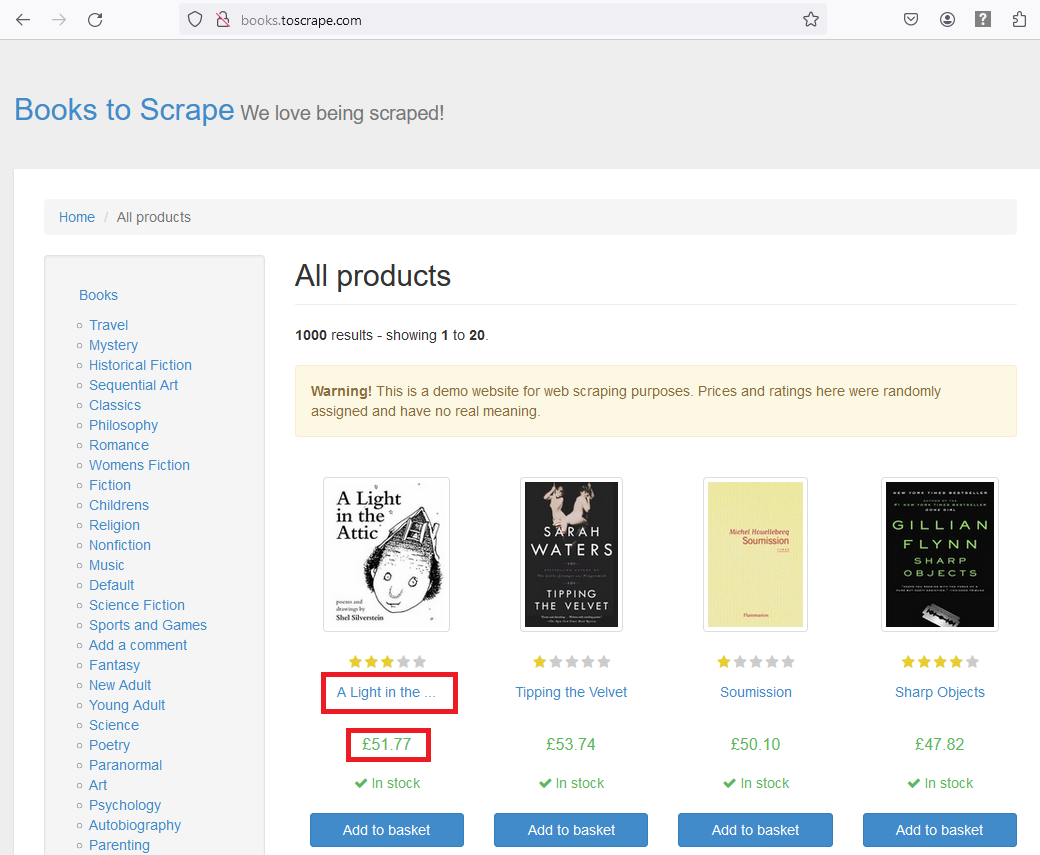 books.toscrape.com
Books to Scrape We love being scraped!
Home / All products
Books
Travel
Mystery
Historical Fiction
Sequential Art
Classics
Philosophy
Romance
Womens Fiction
Fiction
Childrens
Religion
Nonfiction
Music
Default
Science Fiction
Sports and Games
Add a comment
Fantasy
New Adult
Young Adult
Science
Poetry
Paranormal
Art
Psychology
Autobiography
Parenting
All products
1000 results - showing 1 to 20.
Warning! This is a demo website for web scraping purposes. Prices and ratings here were randomly
assigned and have no real meaning.
A Light
in the
Attic
poems and
drawings by
Shel Silverstein
A Light in the ...
£51.77
In stock
Add to basket
SARAH
WATERS
TIPPING
THE VELVET
Tipping the Velvet
£53.74
In stock
Add to basket
Michel Houellebecq
Soumission
Flammarion
Soumission
£50.10
In stock
Add to basket
NEW YORK TIMES BESTSELLER
GILLIAN
FLYNN
SHARP
OBJECTS
Sharp Objects
£47.82
In stock
Add to basket